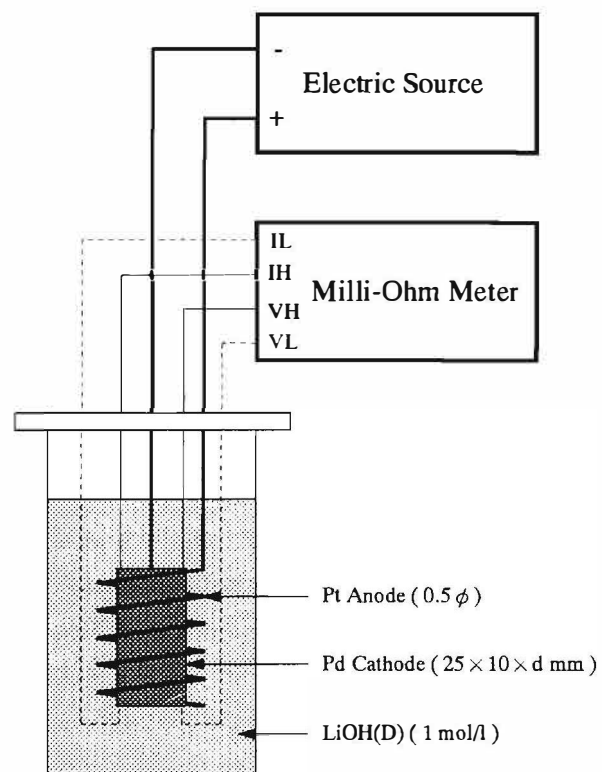 -
Electric Source
+
IL
IH
Milli-Ohm Meter
VH
VL
Pt Anode ( 0.5 φ )
Pd Cathode ( 25 × 10 × d mm )
LiOH(D) ( 1 mol/l )